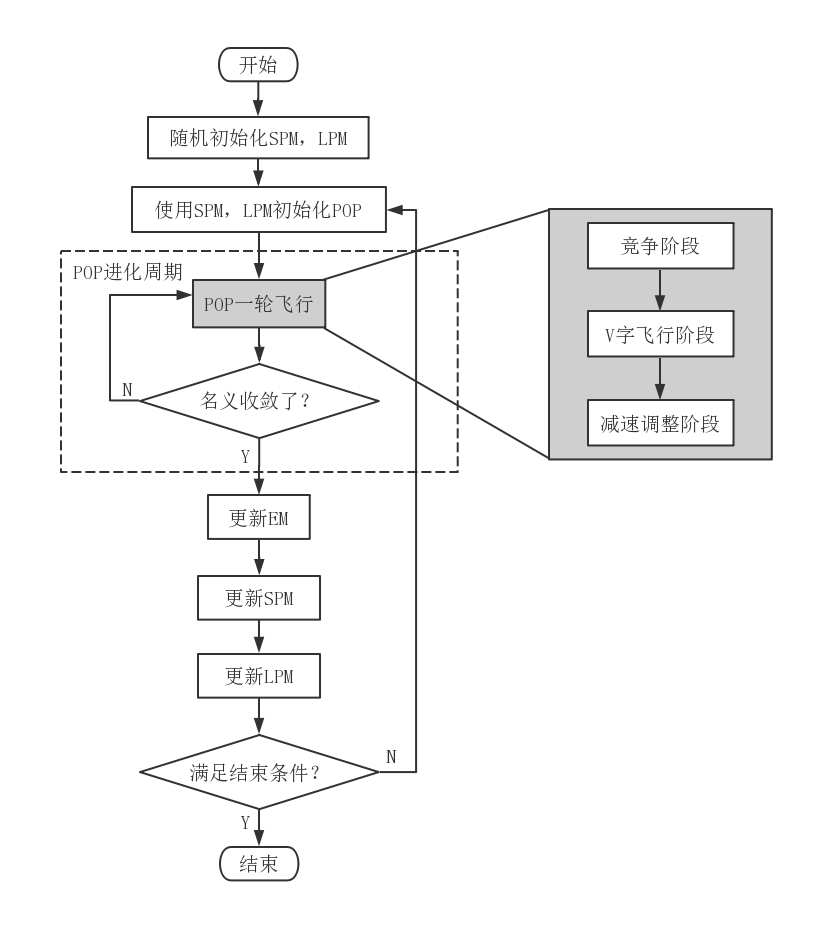 开始
随机初始化SPM，LPM
使用SPM，LPM初始化POP
POP进化周期
POP一轮飞行
N
名义收敛了？
Y
更新EM
更新SPM
更新LPM
N
满足结束条件？
Y
结束
竞争阶段
V字飞行阶段
减速调整阶段